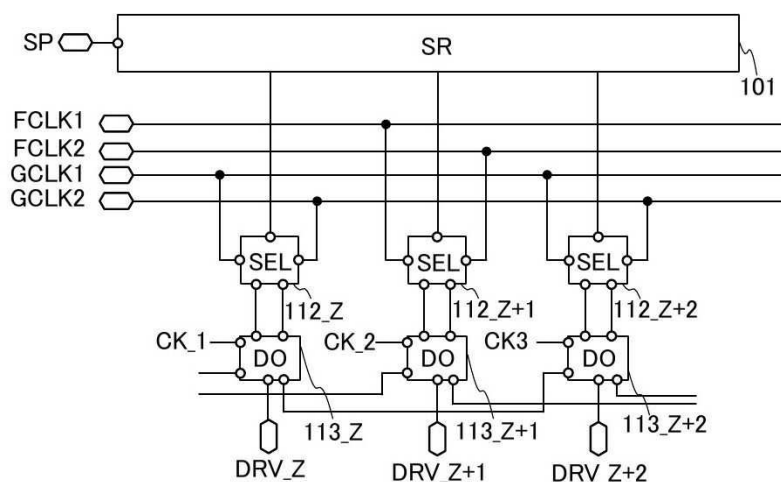 SP
SR
101
FCLK1
FCLK2
GCLK1
GCLK2
SEL
SEL
SEL
112_Z
112_Z+1
112_Z+2
CK_1
CK_2
CK3
DO
DO
DO
113_Z
113_Z+1
113_Z+2
DRV_Z
DRV_Z+1
DRV_Z+2